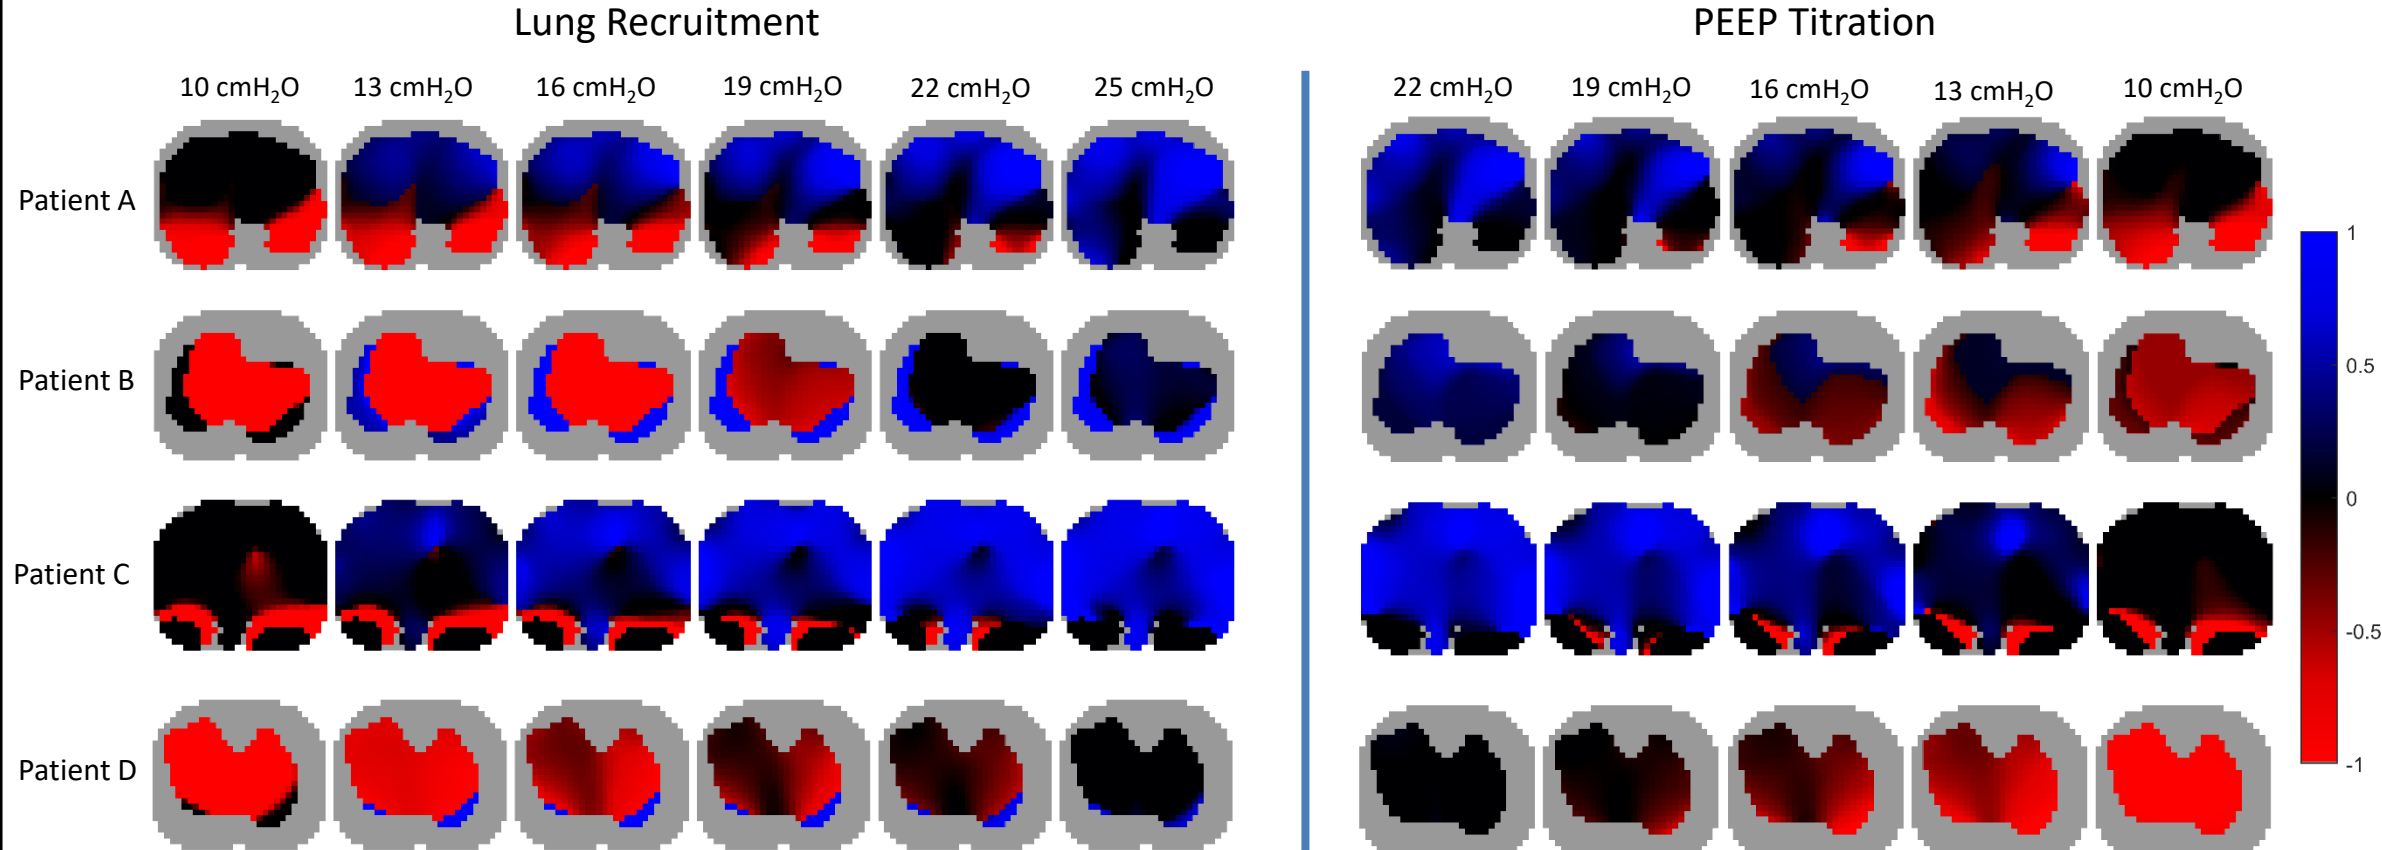 Lung Recruitment
PEEP Titration
10 cmH₂O 13 cmH₂O 16 cmH₂O 19 cmH₂O 22 cmH₂O 25 cmH₂O
22 cmH₂O 19 cmH₂O 16 cmH₂O 13 cmH₂O 10 cmH₂O
Patient A
Patient B
Patient C
Patient D
1
0.5
0
-0.5
-1